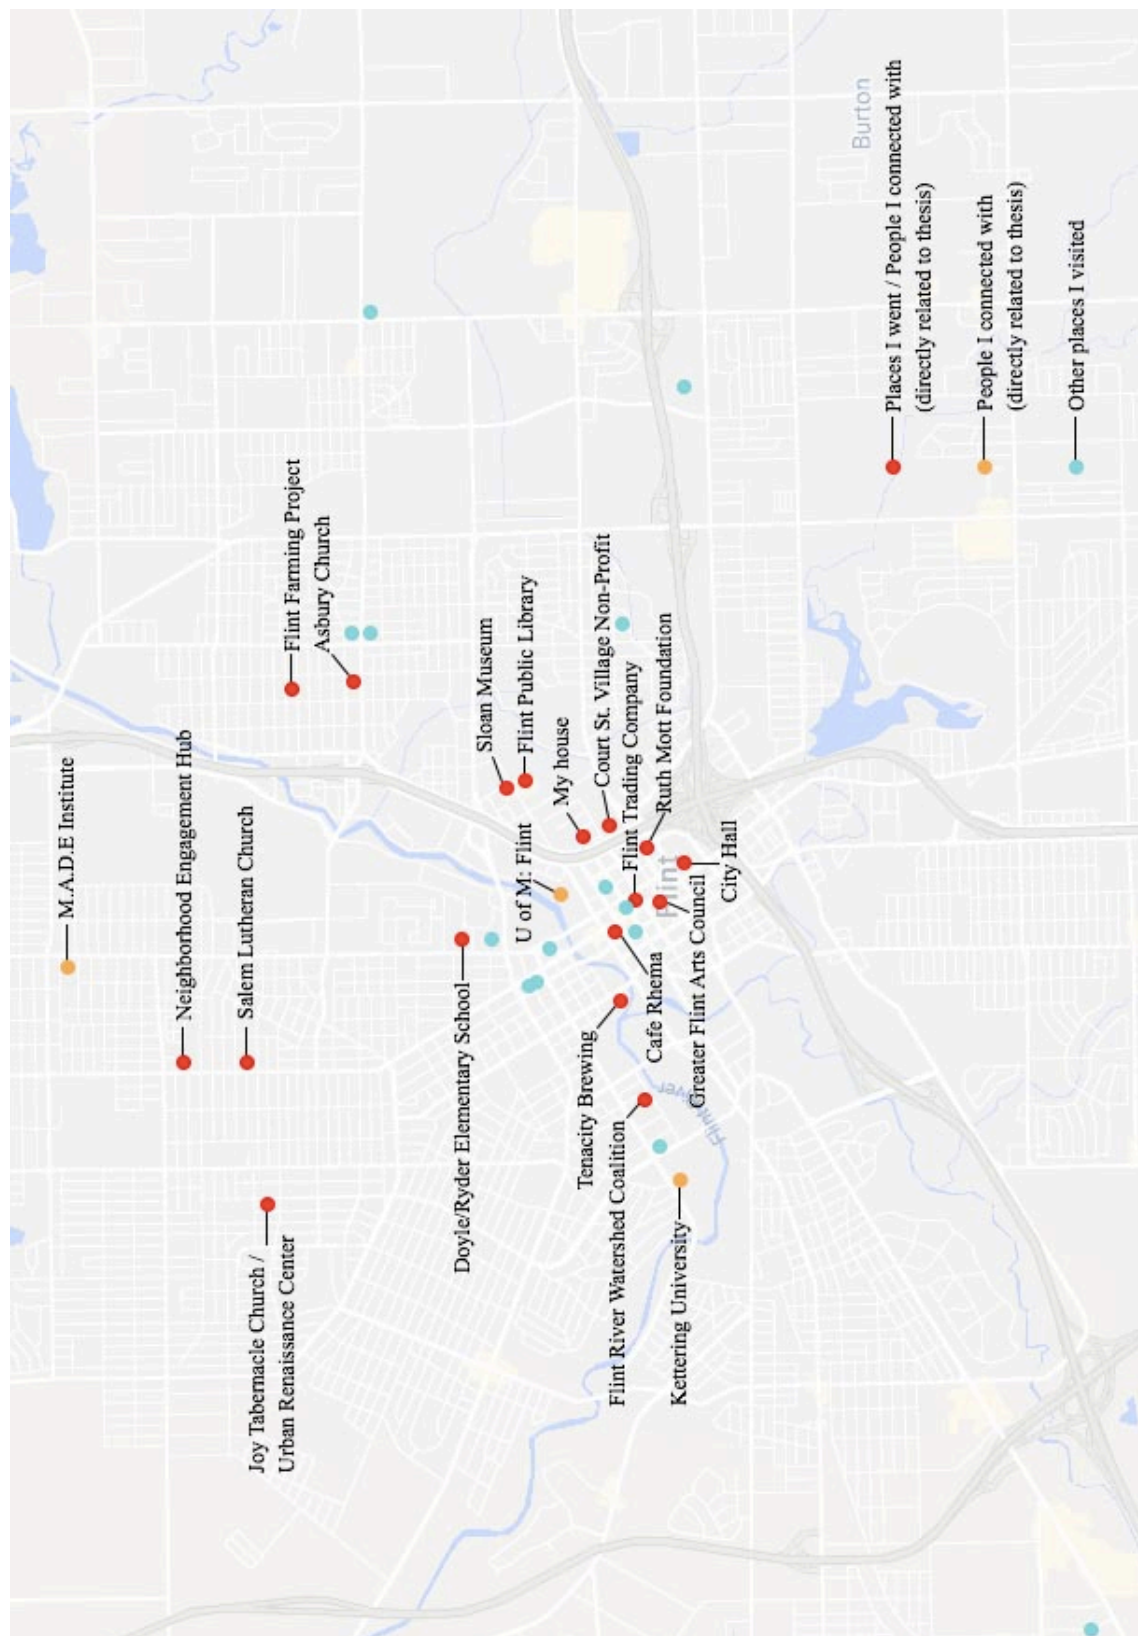 M.A.D.E Institute
Neighborhood Engagement Hub
Salem Lutheran Church
Joy Tabernacle Church /
Urban Renaissance Center
Flint Farming Project
Asbury Church
Doyle/Ryder Elementary School
Sloan Museum
Flint Public Library
U of M: Flint
My house
Court St. Village Non-Profit
Flint Trading Company
Ruth Mott Foundation
Flint
City Hall
Greater Flint Arts Council
Cafe Rhema
Tenacity Brewing
Flint River Watershed Coalition
Flint River
Kettering University
Burton
Places I went / People I connected with
(directly related to thesis)
People I connected with
(directly related to thesis)
Other places I visited